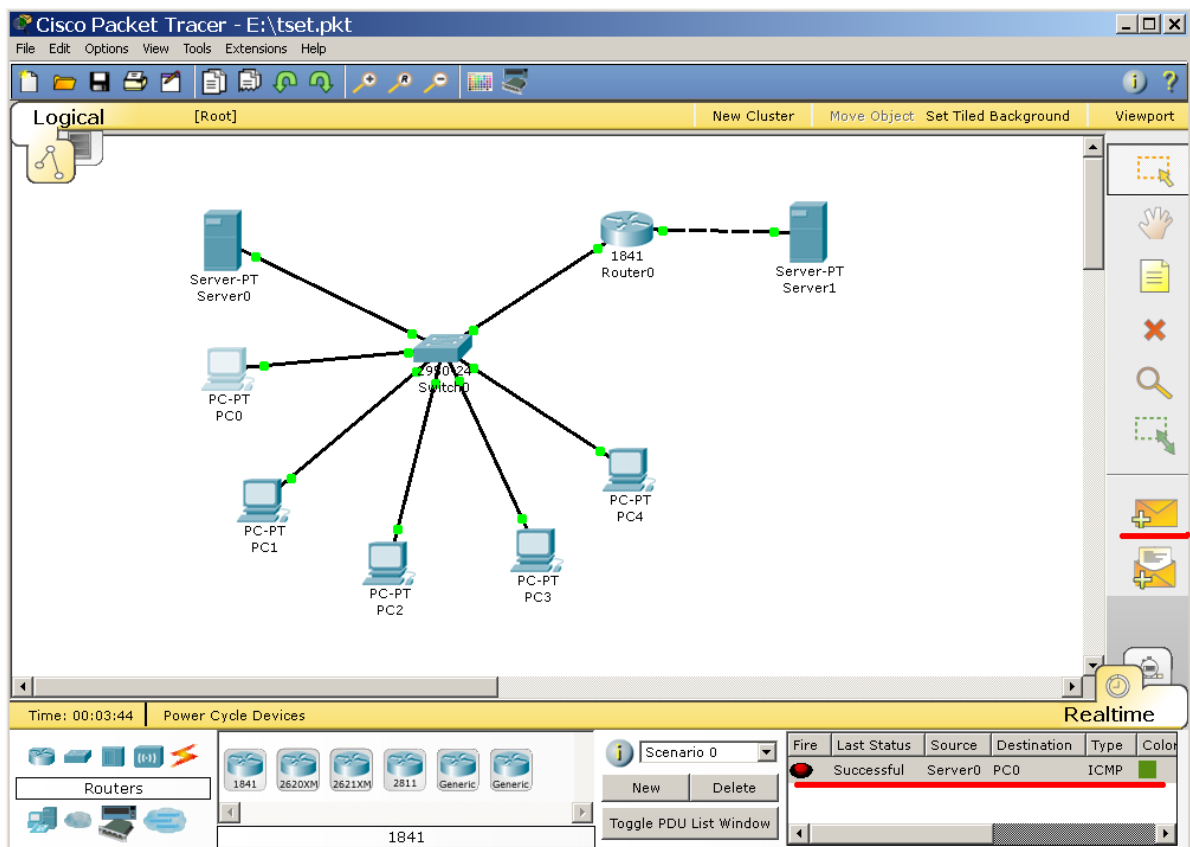 Cisco Packet Tracer - E:\tset.pkt
File Edit Options View Tools Extensions Help
Logical [Root] New Cluster Move Object Set Tiled Background Viewport
Server-PT
Server0
1841
Router0
Server-PT
Server1
2950-24
Switch0
PC-PT
PC0
PC-PT
PC1
PC-PT
PC2
PC-PT
PC3
PC-PT
PC4
Time: 00:03:44 Power Cycle Devices Realtime
Routers
1841 2620XM 2621XM 2811 Generic Generic
1841
Scenario 0
New Delete
Toggle PDU List Window
Fire Last Status Source Destination Type Color
Successful Server0 PC0 ICMP